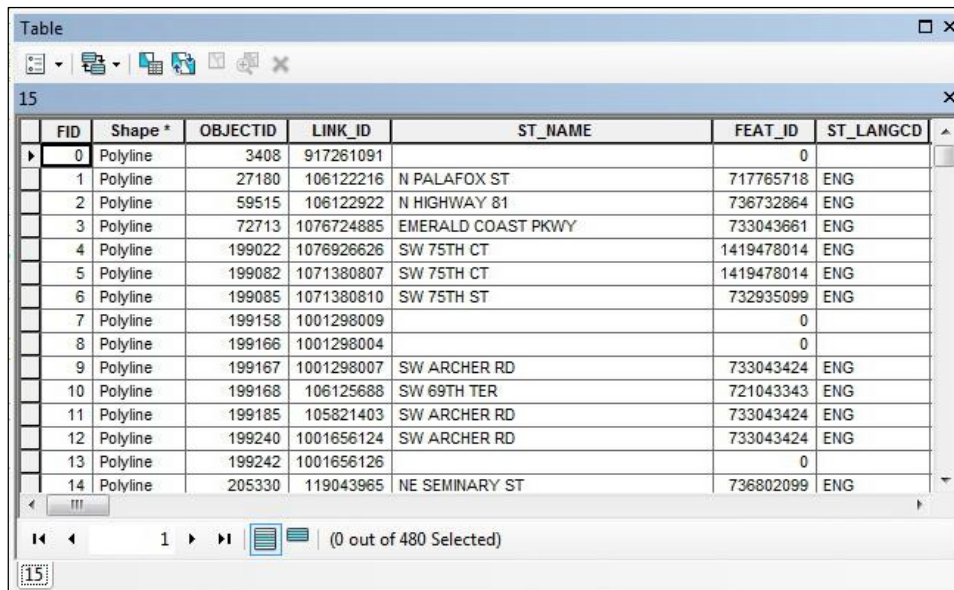 Table
15
FID Shape * OBJECTID LINK_ID ST_NAME FEAT_ID ST_LANGCD
0 Polyline 3408 917261091 0
1 Polyline 27180 106122216 N PALAFOX ST 717765718 ENG
2 Polyline 59515 106122922 N HIGHWAY 81 736732864 ENG
3 Polyline 72713 1076724885 EMERALD COAST PKWY 733043661 ENG
4 Polyline 199022 1076926626 SW 75TH CT 1419478014 ENG
5 Polyline 199082 1071380807 SW 75TH CT 1419478014 ENG
6 Polyline 199085 1071380810 SW 75TH ST 732935099 ENG
7 Polyline 199158 1001298009 0
8 Polyline 199166 1001298004 0
9 Polyline 199167 1001298007 SW ARCHER RD 733043424 ENG
10 Polyline 199168 106125688 SW 69TH TER 721043343 ENG
11 Polyline 199185 105821403 SW ARCHER RD 733043424 ENG
12 Polyline 199240 1001656124 SW ARCHER RD 733043424 ENG
13 Polyline 199242 1001656126 0
14 Polyline 205330 119043965 NE SEMINARY ST 736802099 ENG
1 (0 out of 480 Selected)
15